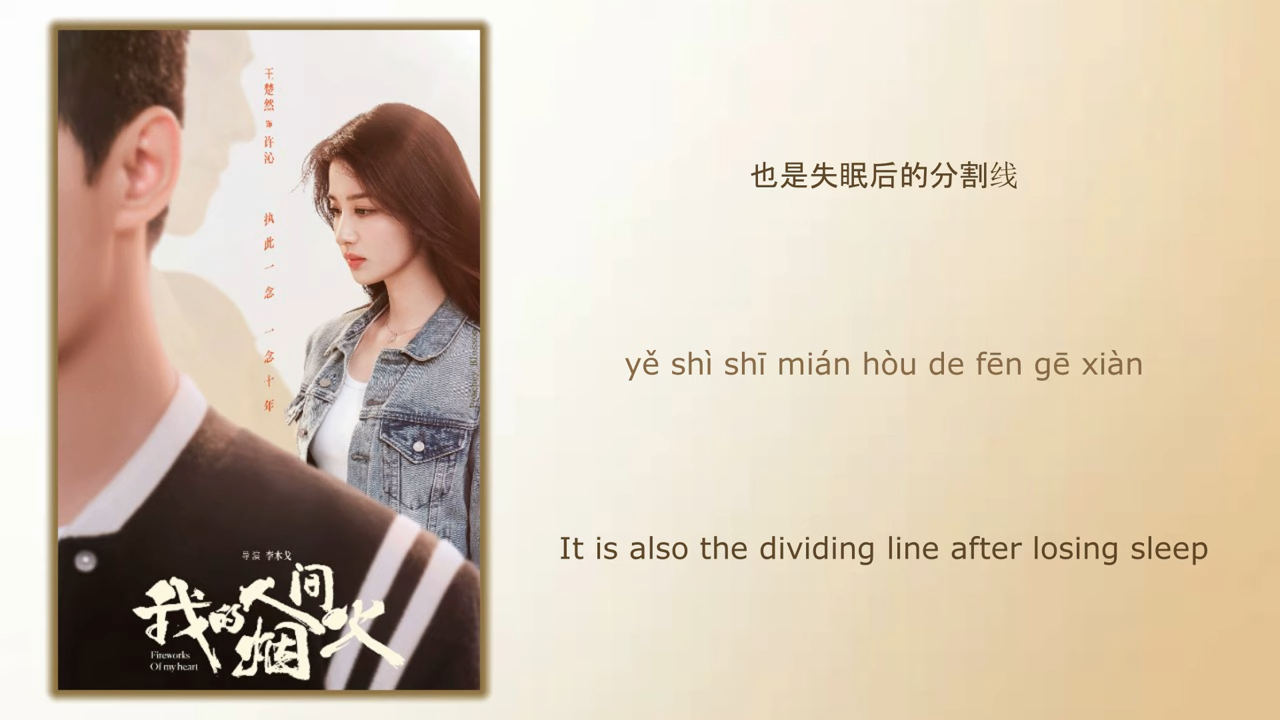 王楚然 饰 许沁
执此一念 一念十年
导演 李木戈
我的人间烟火
Fireworks
Of my heart
也是失眠后的分割线
yě shì shī mián hòu de fēn gē xiàn
It is also the dividing line after losing sleep